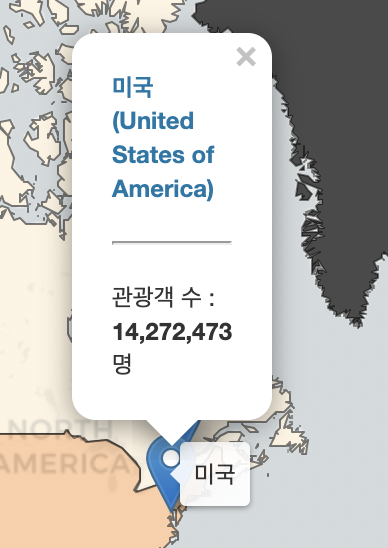 ×
미국
(United
States of
America)
관광객 수 :
14,272,473
명
NORTH
AMERICA
미국